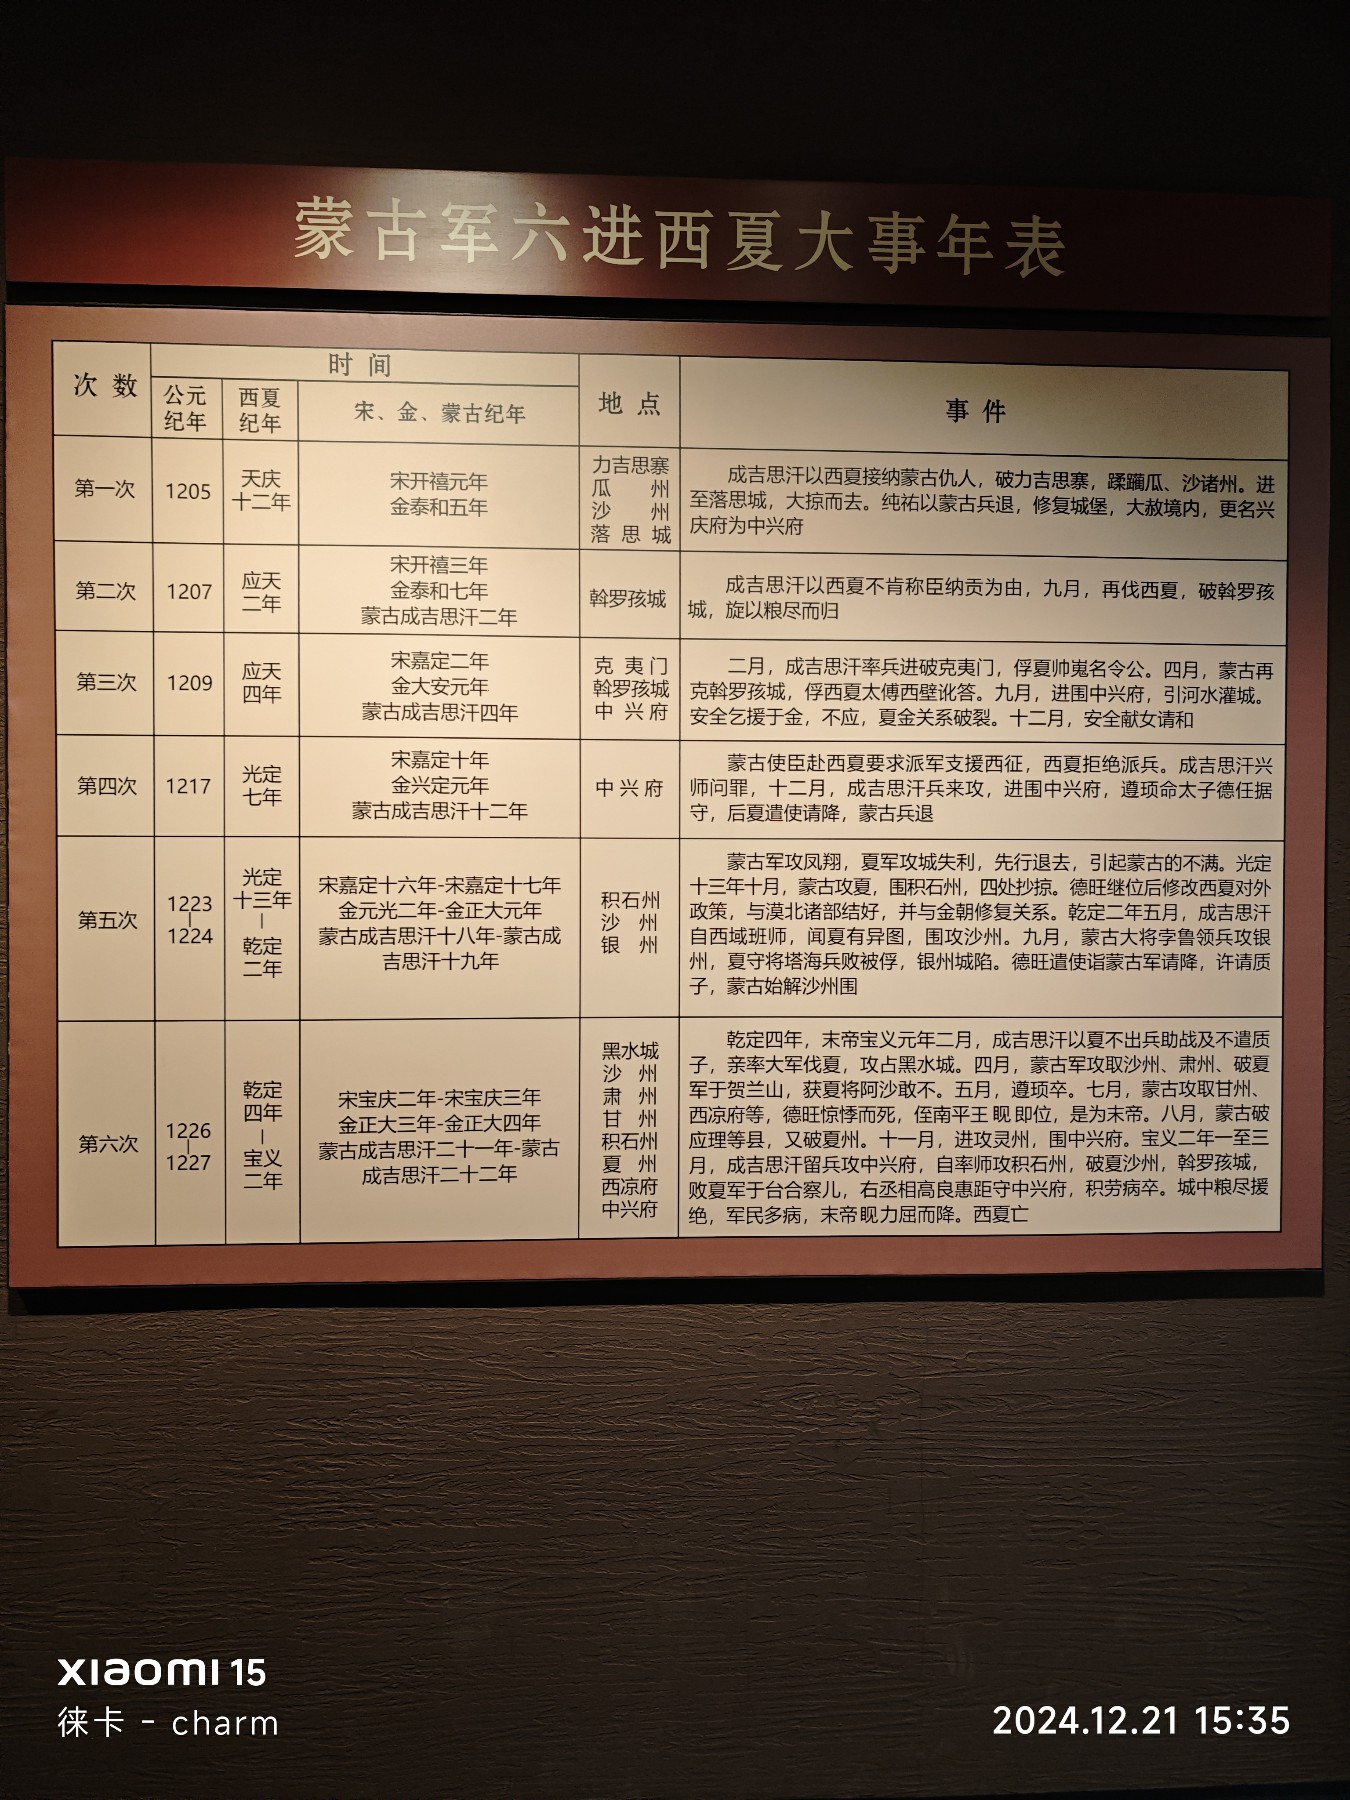 蒙古军六进西夏大事年表
次数
时间
地点
事件
公元
纪年
西夏
纪年
宋、金、蒙古纪年
第一次
1205
天庆
十二年
宋开禧元年
金泰和五年
力吉思寨
瓜州
沙州
落思城
成吉思汗以西夏接纳蒙古仇人，破力吉思寨，蹂躏瓜、沙诸州。进
至落思城，大掠而去。纯祐以蒙古兵退，修复城堡，大赦境内，更名兴
庆府为中兴府
第二次
1207
应天
二年
宋开禧三年
金泰和七年
蒙古成吉思汗二年
斡罗孩城
成吉思汗以西夏不肯称臣纳贡为由，九月，再伐西夏，破斡罗孩
城，旋以粮尽而归
第三次
1209
应天
四年
宋嘉定二年
金大安元年
蒙古成吉思汗四年
克夷门
斡罗孩城
中兴府
二月，成吉思汗率兵进破克夷门，俘夏帅嵬名令公。四月，蒙古再
克斡罗孩城，俘西夏太傅西壁讹答。九月，进围中兴府，引河水灌城。
安全乞援于金，不应，夏金关系破裂。十二月，安全献女请和
第四次
1217
光定
七年
宋嘉定十年
金兴定元年
蒙古成吉思汗十二年
中兴府
蒙古使臣赴西夏要求派军支援西征，西夏拒绝派兵。成吉思汗兴
师问罪，十二月，成吉思汗兵来攻，进围中兴府，遵顼命太子德任据
守，后夏遣使请降，蒙古兵退
第五次
1223
|
1224
光定
十三年
|
乾定
二年
宋嘉定十六年-宋嘉定十七年
金元光二年-金正大元年
蒙古成吉思汗十八年-蒙古成
吉思汗十九年
积石州
沙州
银州
蒙古军攻凤翔，夏军攻城失利，先行退去，引起蒙古的不满。光定
十三年十月，蒙古攻夏，围积石州，四处抄掠。德旺继位后修改西夏对外
政策，与漠北诸部结好，并与金朝修复关系。乾定二年五月，成吉思汗
自西域班师，闻夏有异图，围攻沙州。九月，蒙古大将孛鲁领兵攻银
州，夏守将塔海兵败被俘，银州城陷。德旺遣使诣蒙古军请降，许请质
子，蒙古始解沙州围
第六次
1226
|
1227
乾定
四年
|
宝义
二年
宋宝庆二年-宋宝庆三年
金正大三年-金正大四年
蒙古成吉思汗二十一年-蒙古
成吉思汗二十二年
黑水城
沙州
肃州
甘州
积石州
夏州
西凉府
中兴府
乾定四年，末帝宝义元年二月，成吉思汗以夏不出兵助战及不遣质
子，亲率大军伐夏，攻占黑水城。四月，蒙古军攻取沙州、肃州、破夏
军于贺兰山，获夏将阿沙敢不。五月，遵顼卒。七月，蒙古攻取甘州、
西凉府等，德旺惊悸而死，侄南平王睍即位，是为末帝。八月，蒙古破
应理等县，又破夏州。十一月，进攻灵州，围中兴府。宝义二年一至三
月，成吉思汗留兵攻中兴府，自率师攻积石州，破夏沙州，斡罗孩城，
败夏军于台合察儿，右丞相高良惠距守中兴府，积劳病卒。城中粮尽援
绝，军民多病，末帝睍力屈而降。西夏亡
xiaomi 15
徕卡 - charm
2024.12.21 15:35